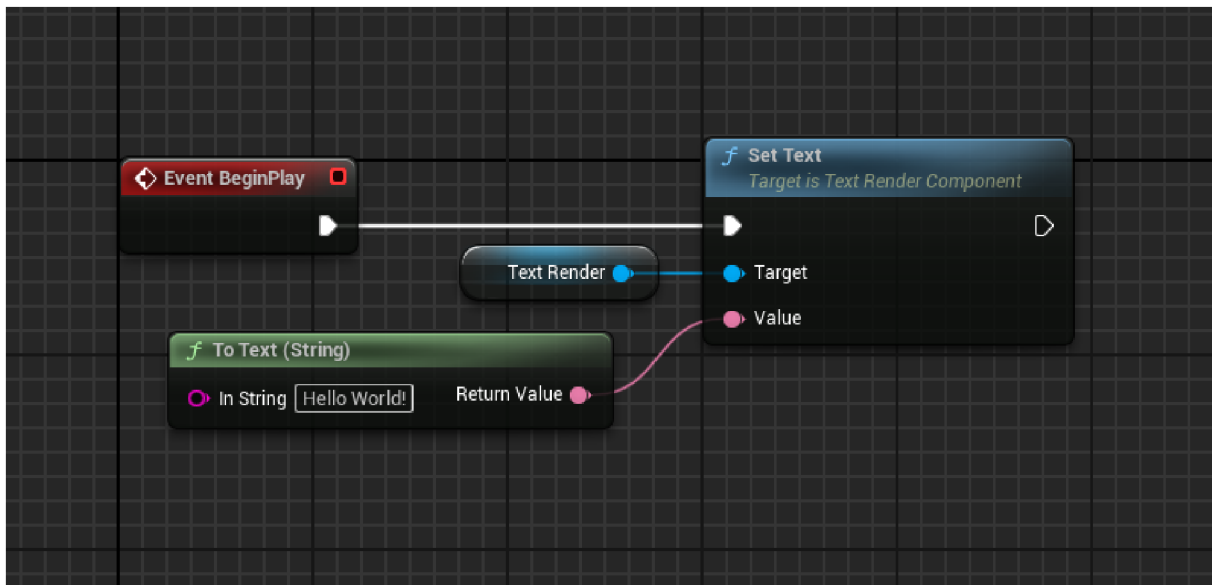 Event BeginPlay
Set Text
Target is Text Render Component
Text Render
Target
Value
To Text (String)
In String Hello World! Return Value